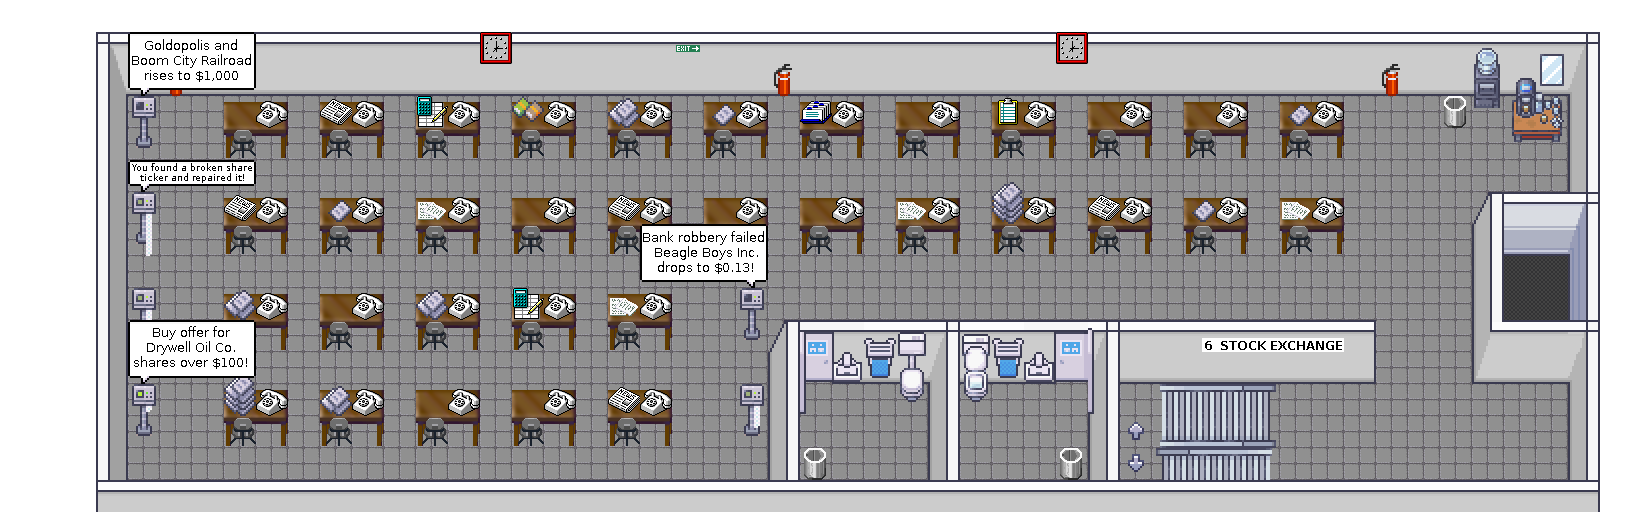 Goldopolis and
Boom City Railroad
rises to $1,000
EXIT→
You found a broken share
ticker and repaired it!
Bank robbery failed
Beagle Boys Inc.
drops to $0.13!
Buy offer for
Drywell Oil Co.
shares over $100!
6 STOCK EXCHANGE